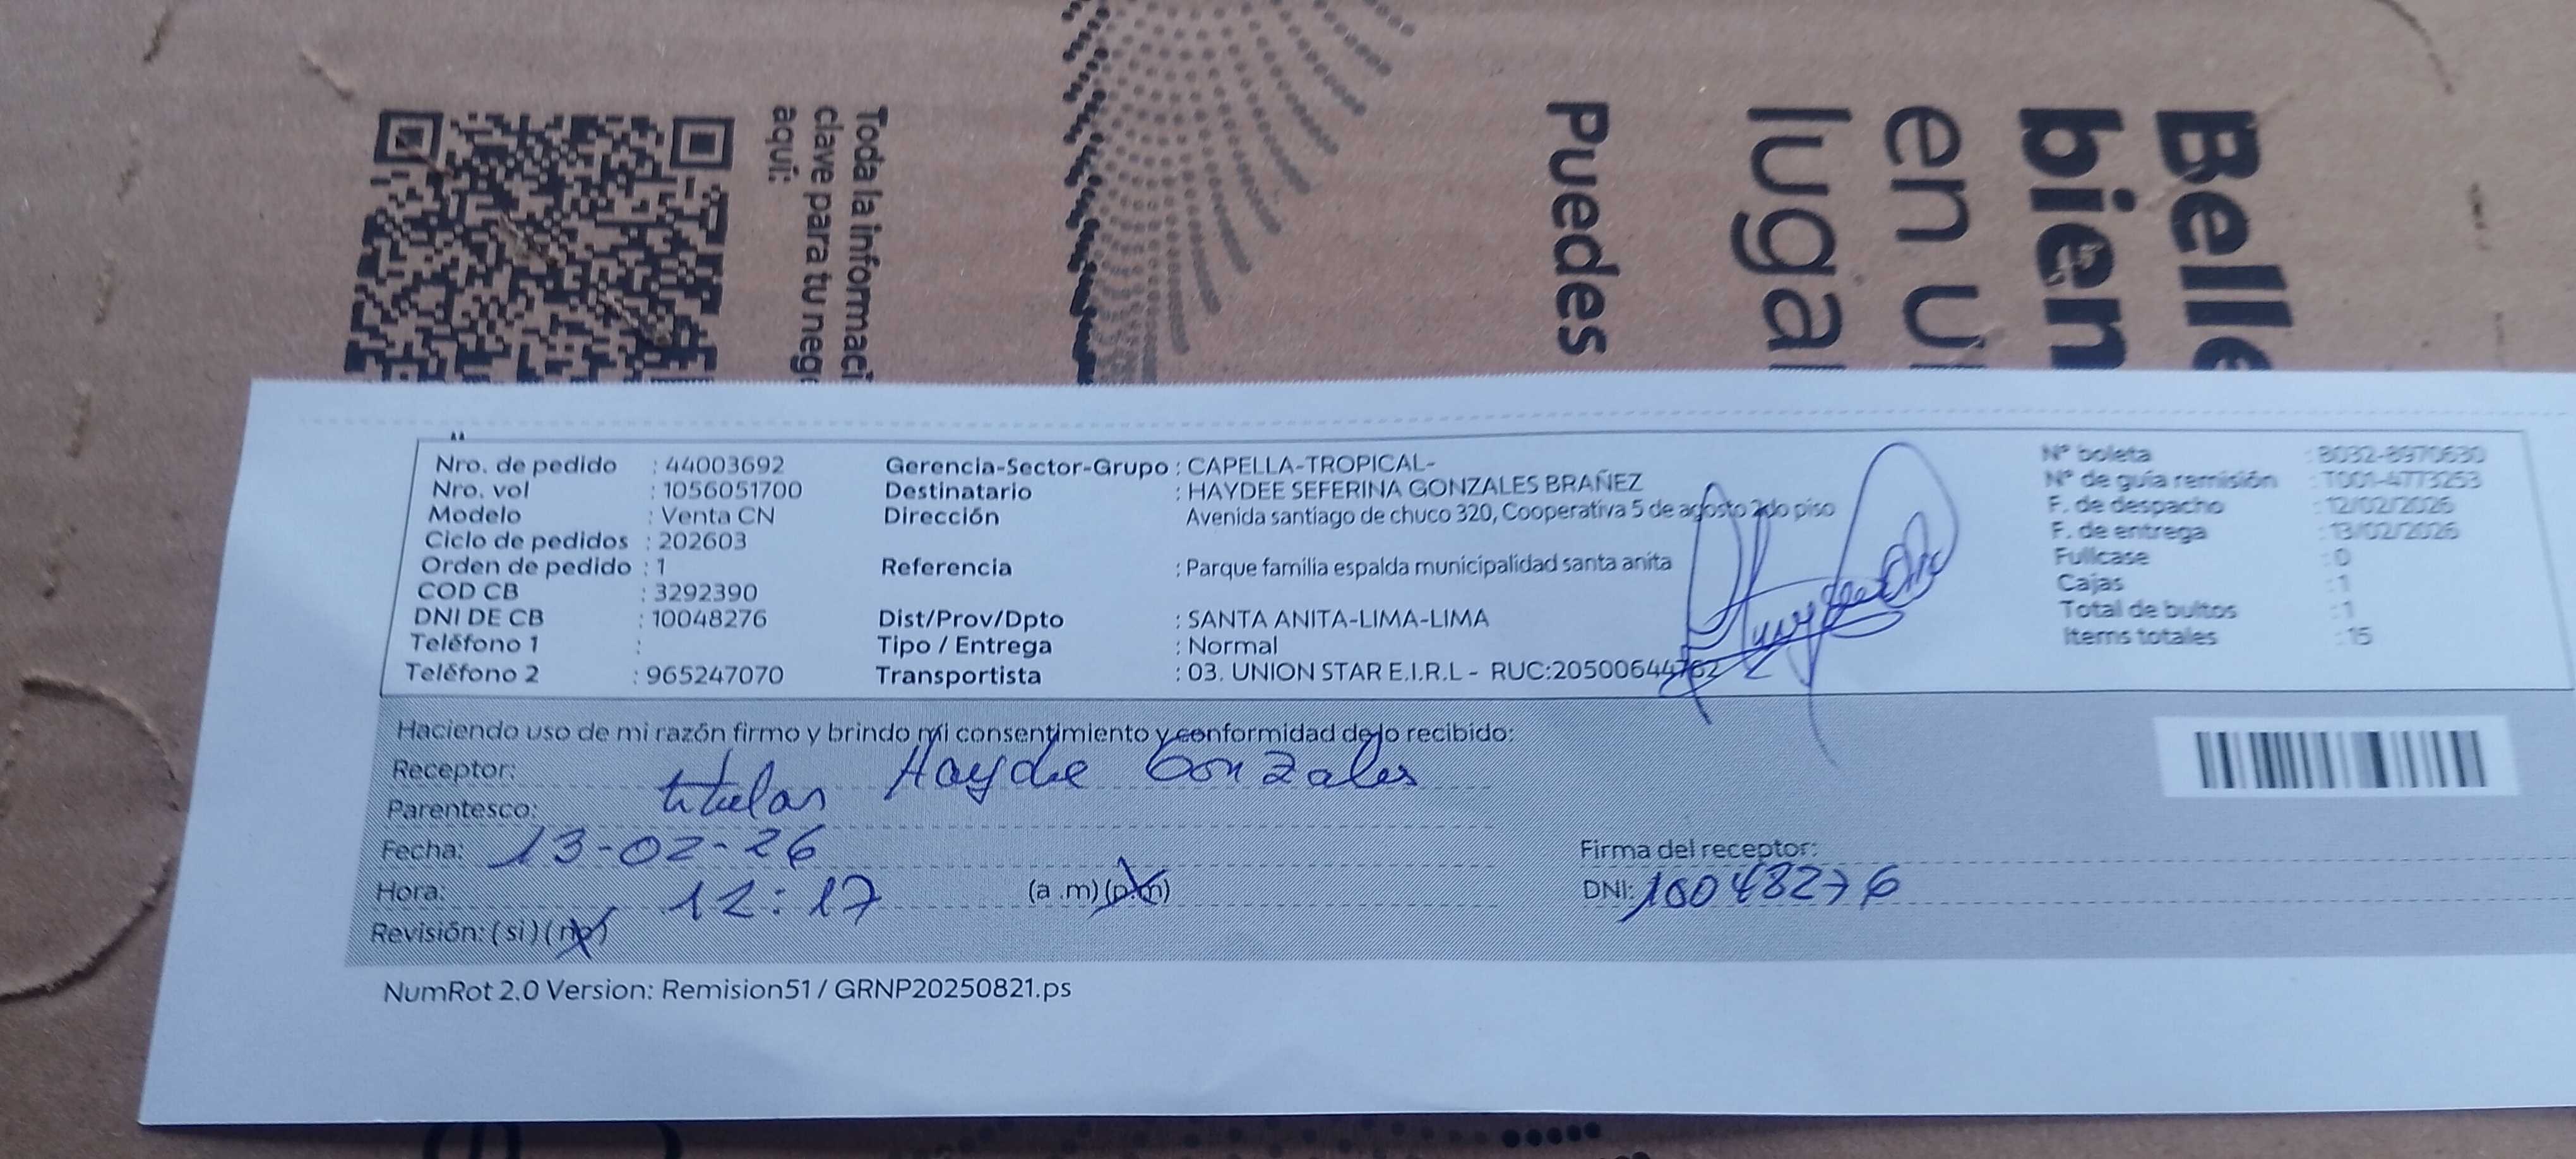 Toda la informaci
clave para tu nego
aquí:
Puedes
Belle
bien
en u
lugar
Nro. de pedido : 44003692
Nro. vol : 1056051700
Modelo : Venta CN
Ciclo de pedidos : 202603
Orden de pedido : 1
COD CB : 3292390
DNI DE CB : 10048276
Teléfono 1 :
Teléfono 2 : 965247070
Gerencia-Sector-Grupo : CAPELLA-TROPICAL-
Destinatario : HAYDEE SEFERINA GONZALES BRAÑEZ
Dirección Avenida santiago de chuco 320, Cooperativa 5 de agosto 2do piso
Referencia : Parque familia espalda municipalidad santa anita
Dist/Prov/Dpto : SANTA ANITA-LIMA-LIMA
Tipo / Entrega : Normal
Transportista : 03. UNION STAR E.I.R.L - RUC:20500644762
N° boleta : B032-8970630
N° de guía remisión : T001-4773253
F. de despacho : 12/02/2026
F. de entrega : 13/02/2026
Fullcase : 0
Cajas : 1
Total de bultos : 1
Items totales : 15
Haciendo uso de mi razón firmo y brindo mi consentimiento y conformidad de lo recibido:
Receptor: Haydee Gonzales
Parentesco: titular
Fecha: 13-02-26
Hora: 12:17 (a .m) (p.m)
Revisión: ( si ) ( no )
Firma del receptor:
DNI: 10048276
NumRot 2.0 Version: Remision51 / GRNP20250821.ps